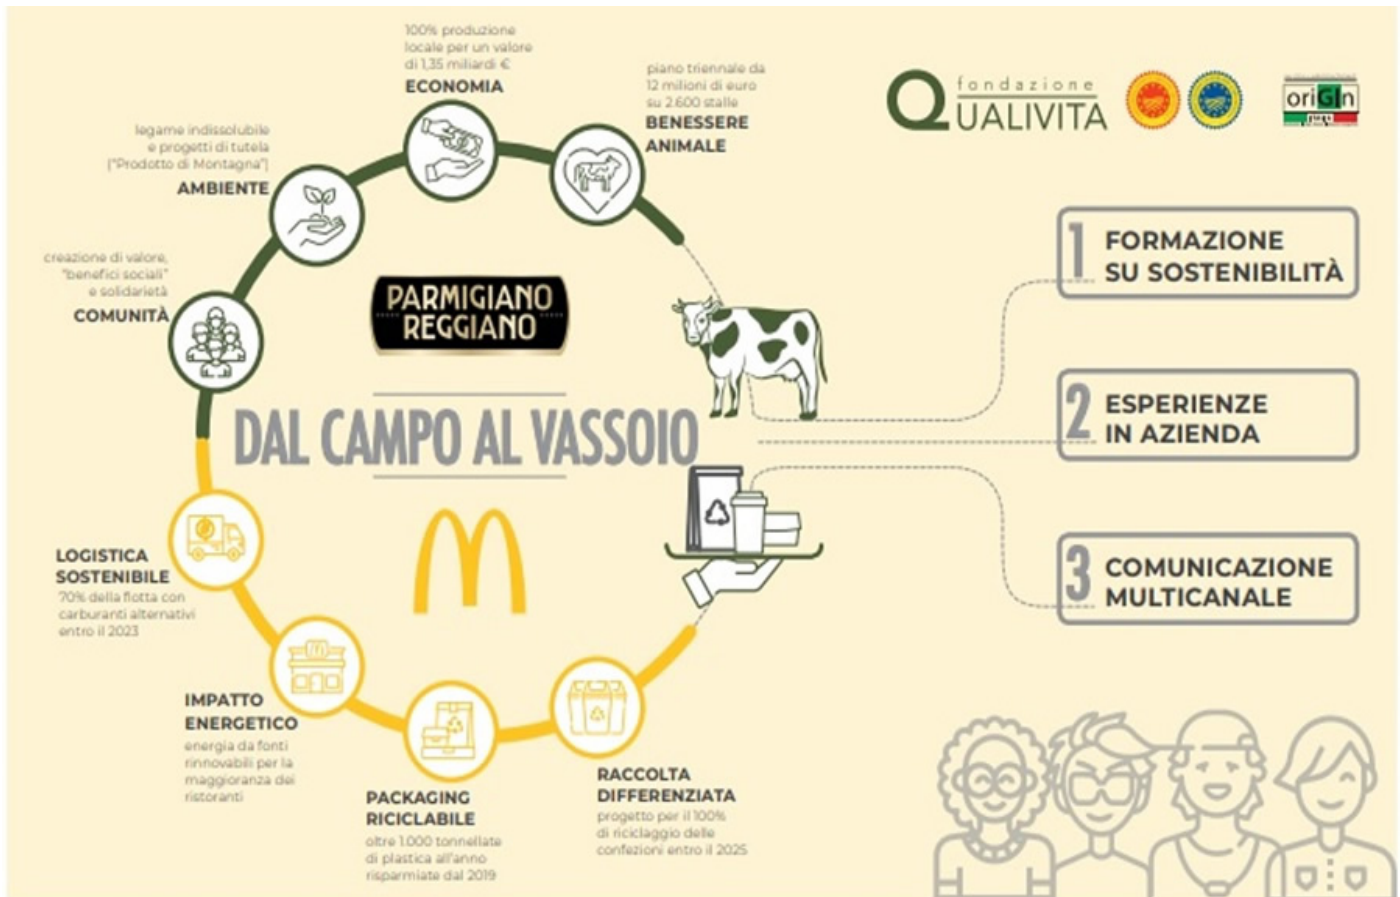 100% produzione
locale per un valore
di 1,35 miliardi €
ECONOMIA
piano triennale da
12 milioni di euro
su 2.600 stalle
BENESSERE
ANIMALE
legame indissolubile
e progetti di tutela
("Prodotto di Montagna")
AMBIENTE
creazione di valore,
"benefici sociali"
e solidarietà
COMUNITÀ
PARMIGIANO
REGGIANO
DAL CAMPO AL VASSOIO
LOGISTICA
SOSTENIBILE
70% della flotta con
carburanti alternativi
entro il 2023
IMPATTO
ENERGETICO
energia da fonti
rinnovabili per la
maggioranza dei
ristoranti
PACKAGING
RICICLABILE
oltre 1.000 tonnellate
di plastica all'anno
risparmiate dal 2019
RACCOLTA
DIFFERENZIATA
progetto per il 100%
di riciclaggio delle
confezioni entro il 2025
fondazione
QUALIVITA
oriGIn
1 FORMAZIONE
SU SOSTENIBILITÀ
2 ESPERIENZE
IN AZIENDA
3 COMUNICAZIONE
MULTICANALE